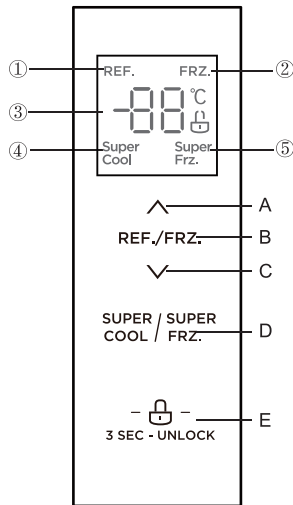 ① REF. FRZ. ②
③ -88 °C
④ Super Cool Super Frz. ⑤
A
REF./FRZ. B
C
SUPER COOL / SUPER FRZ. D
E
3 SEC - UNLOCK